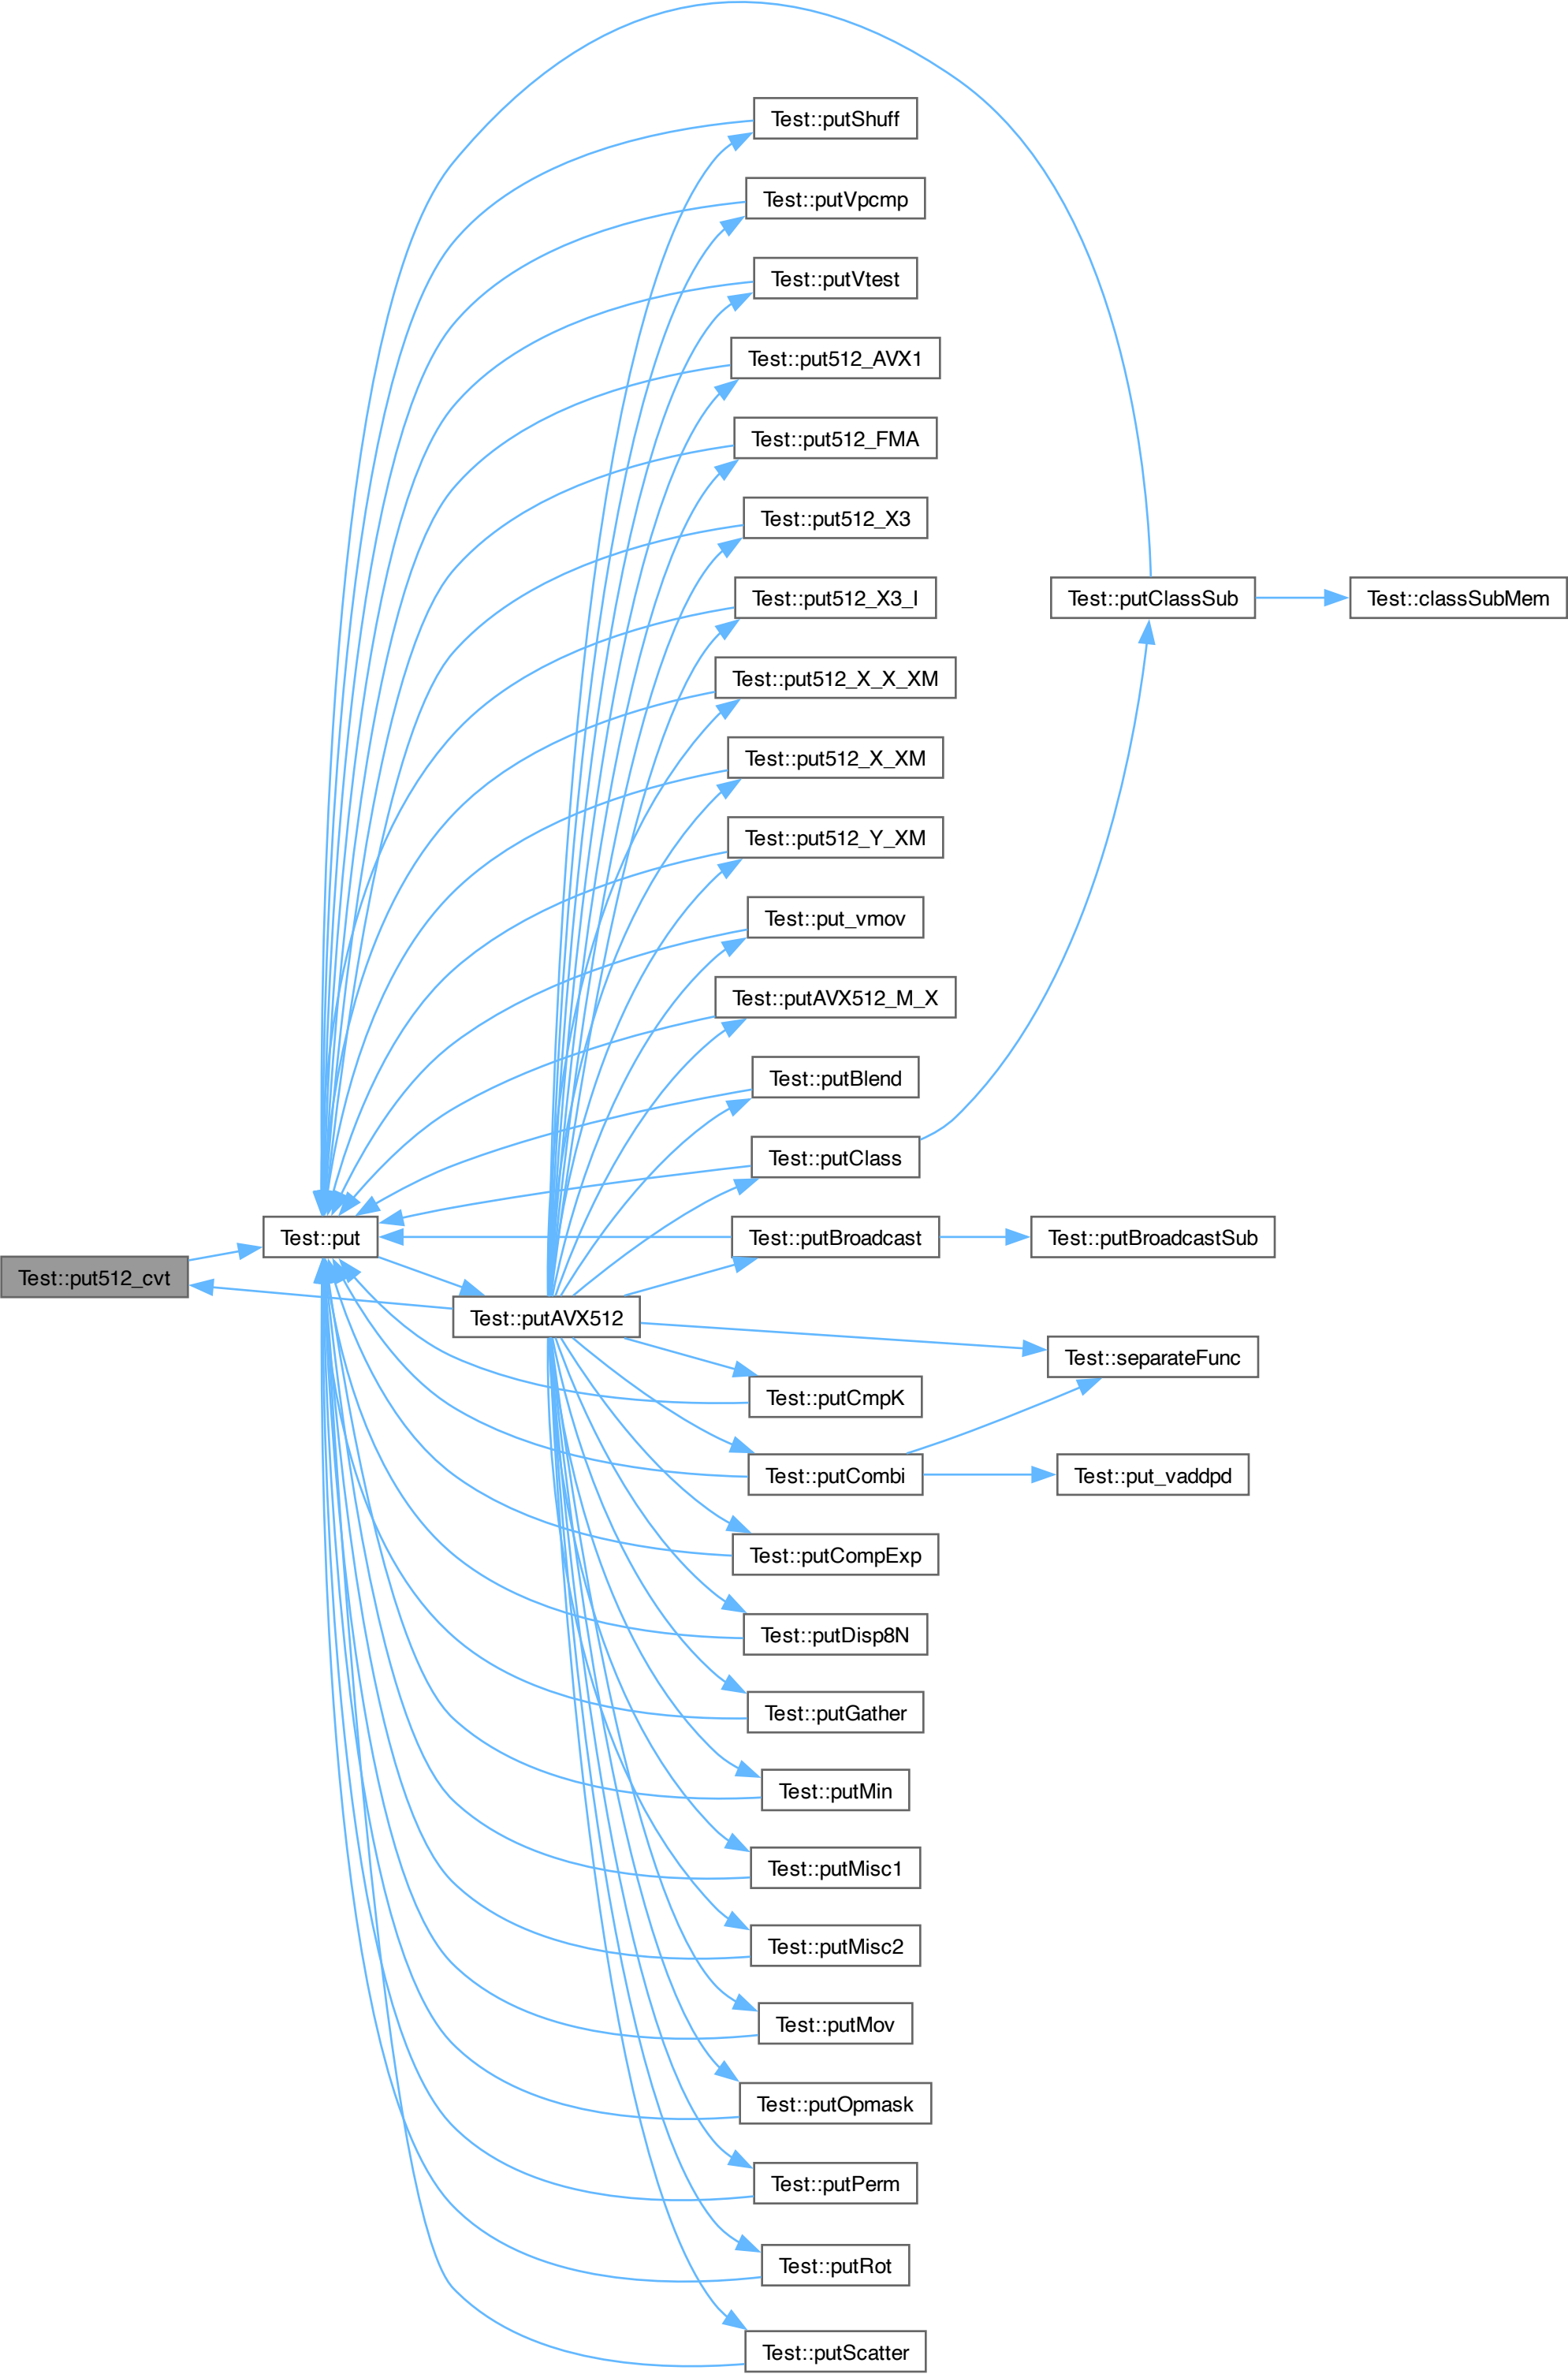 Test::putShuff
Test::putVpcmp
Test::putVtest
Test::put512_AVX1
Test::put512_FMA
Test::put512_X3
Test::put512_X3_I
Test::putClassSub
Test::classSubMem
Test::put512_X_X_XM
Test::put512_X_XM
Test::put512_Y_XM
Test::put_vmov
Test::putAVX512_M_X
Test::putBlend
Test::putClass
Test::put
Test::putBroadcast
Test::putBroadcastSub
Test::put512_cvt
Test::putAVX512
Test::separateFunc
Test::putCmpK
Test::putCombi
Test::put_vaddpd
Test::putCompExp
Test::putDisp8N
Test::putGather
Test::putMin
Test::putMisc1
Test::putMisc2
Test::putMov
Test::putOpmask
Test::putPerm
Test::putRot
Test::putScatter